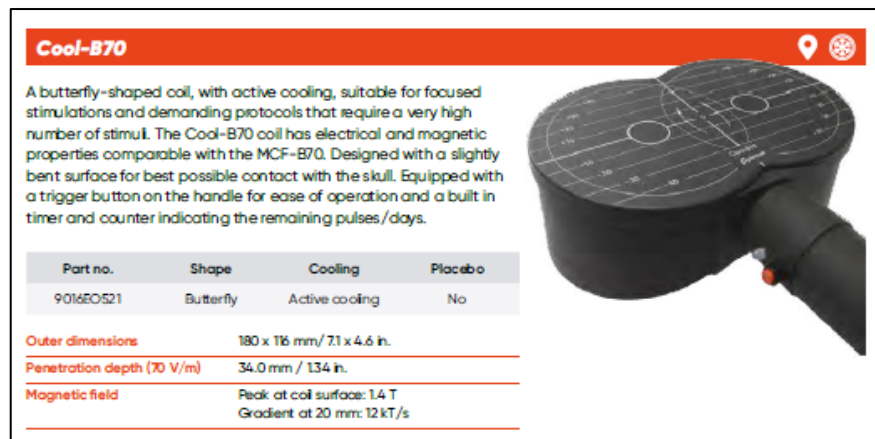 Cool-B70
A butterfly-shaped coil, with active cooling, suitable for focused
stimulations and demanding protocols that require a very high
number of stimuli. The Cool-B70 coil has electrical and magnetic
properties comparable with the MCF-B70. Designed with a slightly
bent surface for best possible contact with the skull. Equipped with
a trigger button on the handle for ease of operation and a built in
timer and counter indicating the remaining pulses/days.
Part no. Shape Cooling Placebo
9016E0521 Butterfly Active cooling No
Outer dimensions 180 x 116 mm/ 7.1 x 4.6 in.
Penetration depth (70 V/m) 34.0 mm / 1.34 in.
Magnetic field Peak at coil surface: 1.4 T
Gradient at 20 mm: 12 kT/s